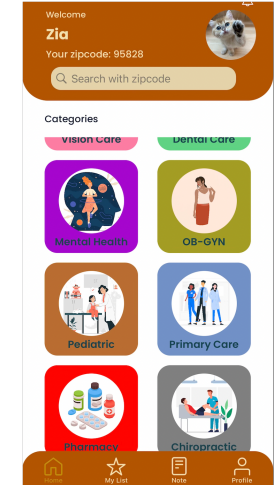 Welcome
Zia
Your zipcode: 95828
Search with zipcode
Categories
Vision Care
Dental Care
Mental Health
OB-GYN
Pediatric
Primary Care
Pharmacy
Chiropractic
Home
My List
Note
Profile